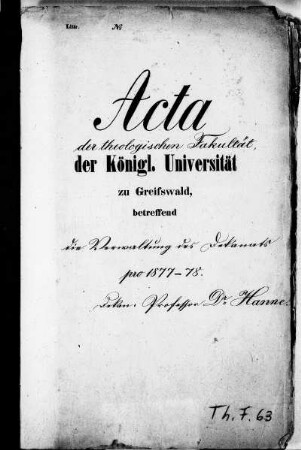 Litt. №
Acta
der theologischen Fakultät,
der Königl. Universität
zu Greifswald,
betreffend
die Verwaltung des Dekanats
pro 1877–78.
Dekan: Professor Dr Hanne.
Th. F. 63